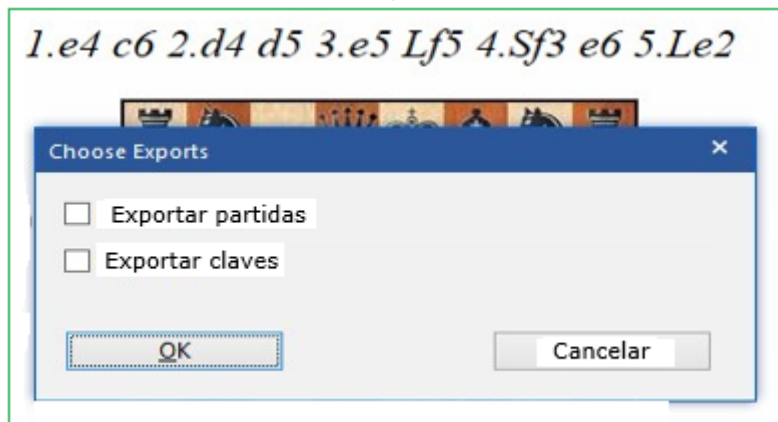 1.e4 c6 2.d4 d5 3.e5 Lf5 4.Sf3 e6 5.Le2
Choose Exports
Exportar partidas
Exportar claves
OK Cancelar